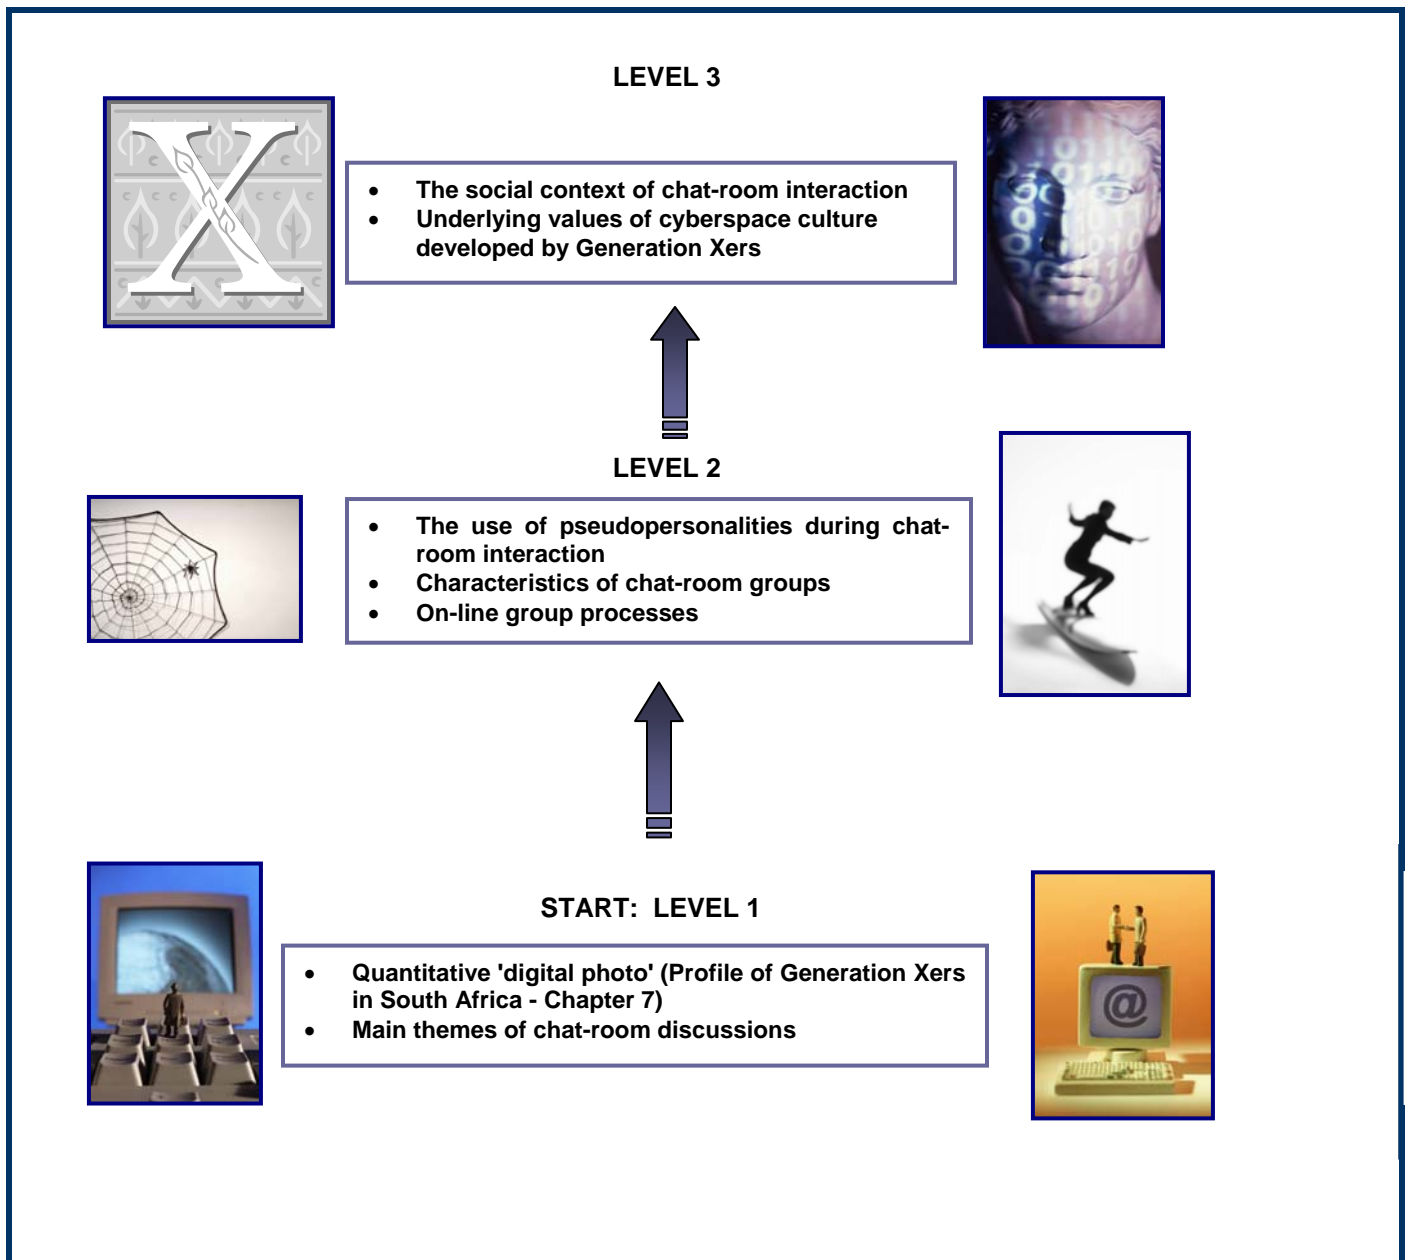 LEVEL 3
X
• The social context of chat-room interaction
• Underlying values of cyberspace culture
developed by Generation Xers
LEVEL 2
• The use of pseudopersonalities during chat-
room interaction
• Characteristics of chat-room groups
• On-line group processes
START: LEVEL 1
• Quantitative 'digital photo' (Profile of Generation Xers
in South Africa - Chapter 7)
• Main themes of chat-room discussions
@